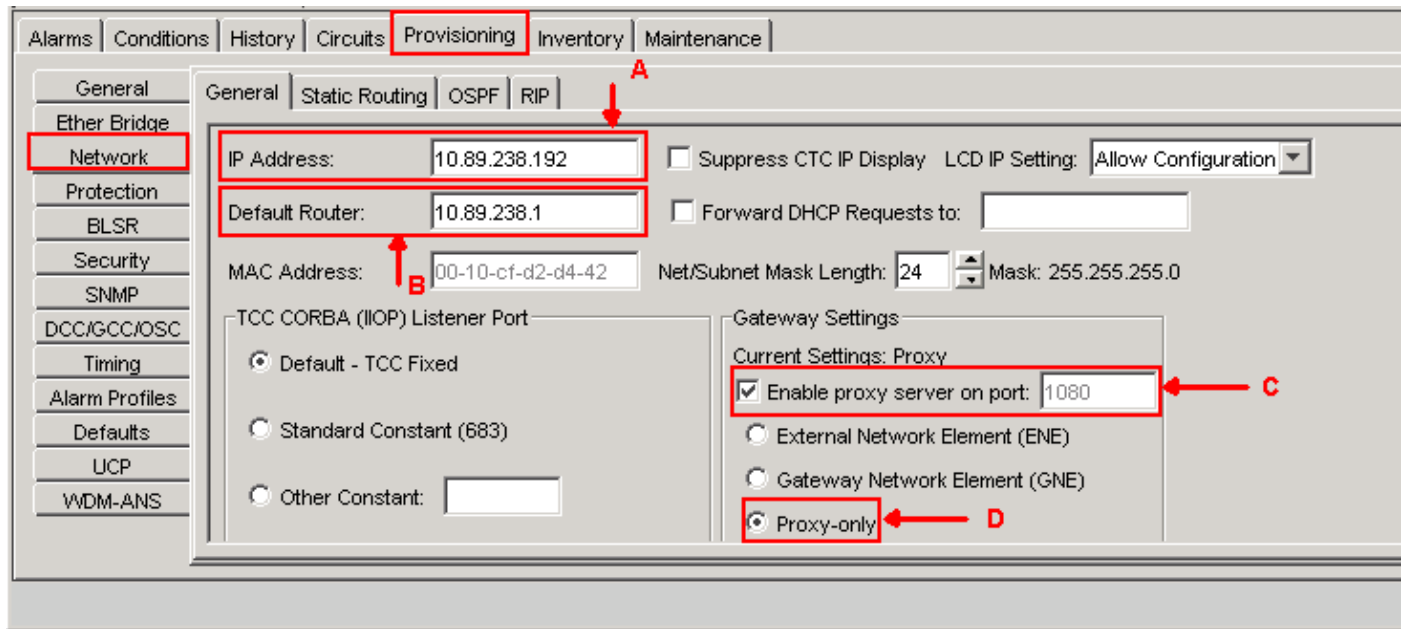 Alarms Conditions History Circuits Provisioning Inventory Maintenance
A
General
Ether Bridge
Network
Protection
BLSR
Security
SNMP
DCC/GCC/OSC
Timing
Alarm Profiles
Defaults
UCP
WDM-ANS
General Static Routing OSPF RIP
IP Address: 10.89.238.192 Suppress CTC IP Display LCD IP Setting: Allow Configuration
Default Router: 10.89.238.1 Forward DHCP Requests to:
B
MAC Address: 00-10-cf-d2-d4-42 Net/Subnet Mask Length: 24 Mask: 255.255.255.0
TCC CORBA (IIOP) Listener Port
Default - TCC Fixed
Standard Constant (683)
Other Constant:
Gateway Settings
Current Settings: Proxy
Enable proxy server on port: 1080
C
External Network Element (ENE)
Gateway Network Element (GNE)
Proxy-only
D